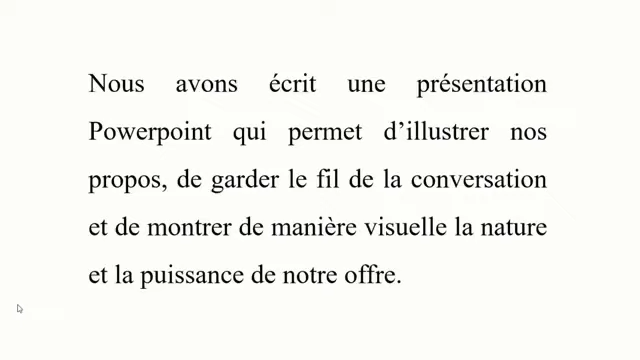 Nous avons écrit une présentation
Powerpoint qui permet d’illustrer nos
propos, de garder le fil de la conversation
et de montrer de manière visuelle la nature
et la puissance de notre offre.